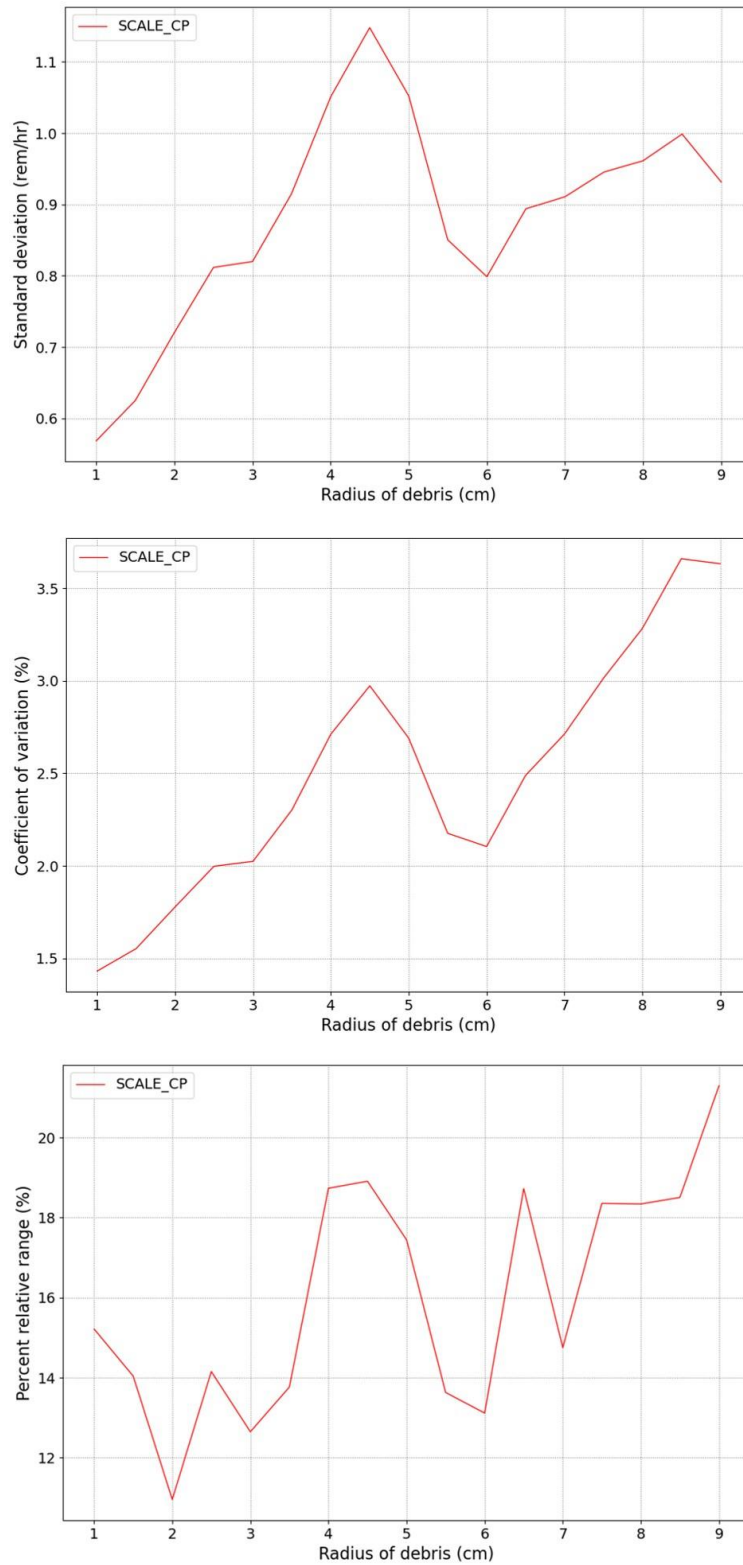 SCALE_CP
Standard deviation (rem/hr)
1.1
1.0
0.9
0.8
0.7
0.6
1 2 3 4 5 6 7 8 9
Radius of debris (cm)
SCALE_CP
Coefficient of variation (%)
3.5
3.0
2.5
2.0
1.5
1 2 3 4 5 6 7 8 9
Radius of debris (cm)
SCALE_CP
Percent relative range (%)
20
18
16
14
12
1 2 3 4 5 6 7 8 9
Radius of debris (cm)